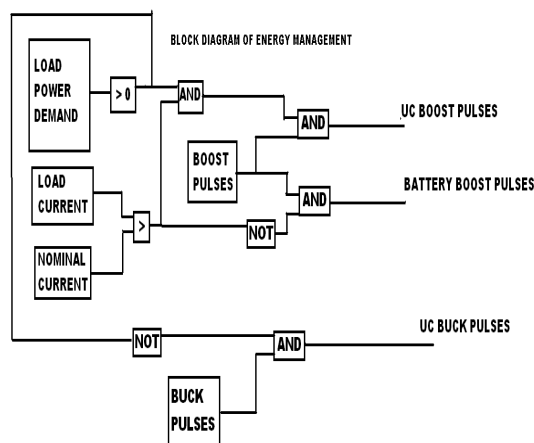 BLOCK DIAGRAM OF ENERGY MANAGEMENT
LOAD
POWER
DEMAND
> 0
AND
AND
UC BOOST PULSES
BOOST
PULSES
LOAD
CURRENT
AND
BATTERY BOOST PULSES
>
NOT
NOMINAL
CURRENT
NOT
AND
UC BUCK PULSES
BUCK
PULSES